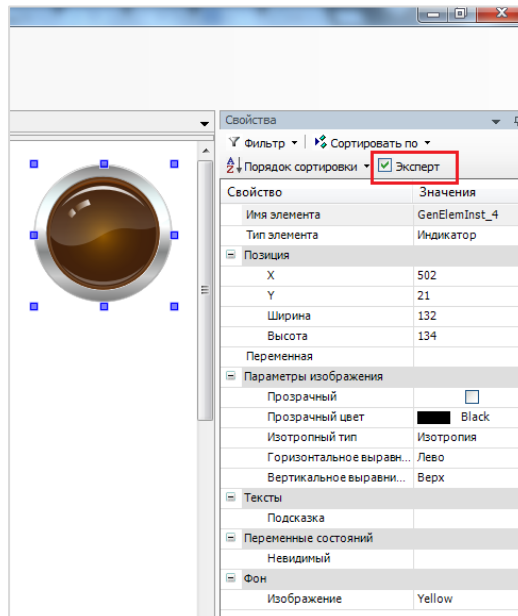 Свойства
Фильтр
Сортировать по
Порядок сортировки
Эксперт
Свойство Значения
Имя элемента GenElemInst_4
Тип элемента Индикатор
Позиция
X 502
Y 21
Ширина 132
Высота 134
Переменная
Параметры изображения
Прозрачный
Прозрачный цвет Black
Изотропный тип Изотропия
Горизонтальное выравн... Лево
Вертикальное выравни... Верх
Тексты
Подсказка
Переменные состояний
Невидимый
Фон
Изображение Yellow